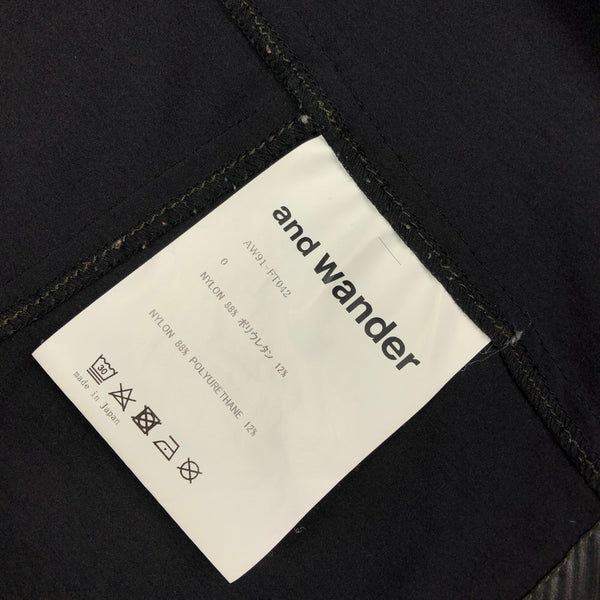 and wander
AW91-FT042
0
NYLON 88% ポリウレタン 12%
NYLON 88% POLYURETHANE 12%
30
made in Japan